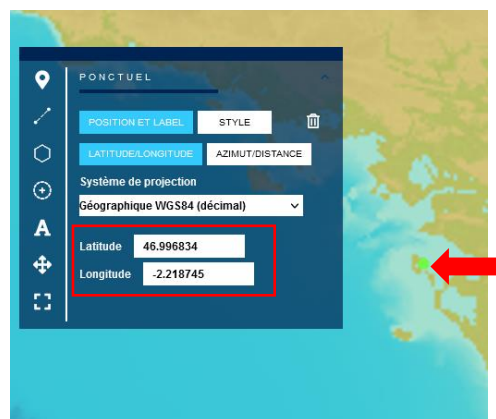 PONCTUEL
POSITION ET LABEL STYLE
LATITUDE/LONGITUDE AZIMUT/DISTANCE
Système de projection
Géographique WGS84 (décimal)
Latitude 46.996834
Longitude -2.218745
A